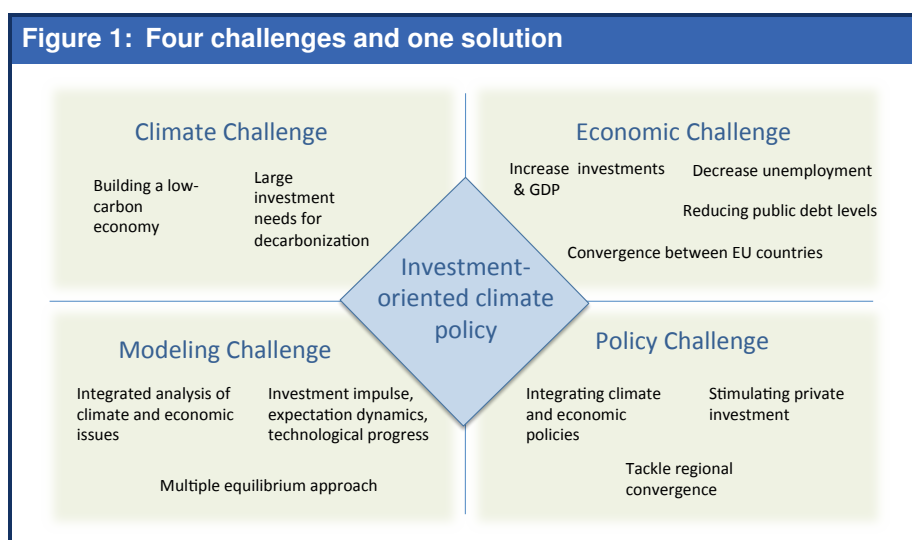 Figure 1: Four challenges and one solution
Climate Challenge
Building a low-
carbon
economy
Large
investment
needs for
decarbonization
Economic Challenge
Increase investments
& GDP
Decrease unemployment
Reducing public debt levels
Convergence between EU countries
Investment-
oriented climate
policy
Modeling Challenge
Integrated analysis of
climate and economic
issues
Investment impulse,
expectation dynamics,
technological progress
Multiple equilibrium approach
Policy Challenge
Integrating climate
and economic
policies
Stimulating private
investment
Tackle regional
convergence